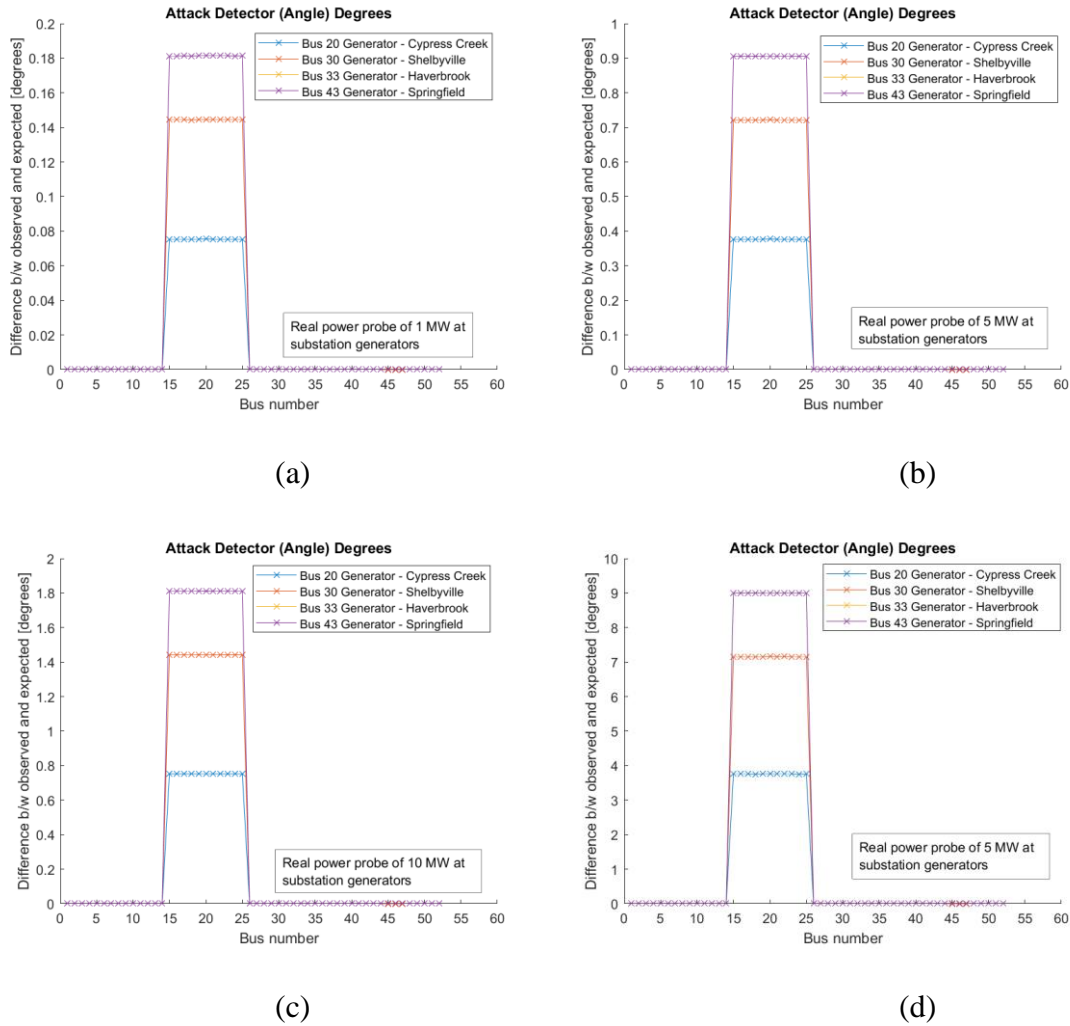 Attack Detector (Angle) Degrees
Difference b/w observed and expected [degrees]
0.2
0.18
0.16
0.14
0.12
0.1
0.08
0.06
0.04
0.02
0
Bus 20 Generator - Cypress Creek
Bus 30 Generator - Shelbyville
Bus 33 Generator - Haverbrook
Bus 43 Generator - Springfield
Real power probe of 1 MW at
substation generators
0 5 10 15 20 25 30 35 40 45 50 55 60
Bus number
(a)
Attack Detector (Angle) Degrees
Difference b/w observed and expected [degrees]
1
0.9
0.8
0.7
0.6
0.5
0.4
0.3
0.2
0.1
0
Bus 20 Generator - Cypress Creek
Bus 30 Generator - Shelbyville
Bus 33 Generator - Haverbrook
Bus 43 Generator - Springfield
Real power probe of 5 MW at
substation generators
0 5 10 15 20 25 30 35 40 45 50 55 60
Bus number
(b)
Attack Detector (Angle) Degrees
Difference b/w observed and expected [degrees]
2
1.8
1.6
1.4
1.2
1
0.8
0.6
0.4
0.2
0
Bus 20 Generator - Cypress Creek
Bus 30 Generator - Shelbyville
Bus 33 Generator - Haverbrook
Bus 43 Generator - Springfield
Real power probe of 10 MW at
substation generators
0 5 10 15 20 25 30 35 40 45 50 55 60
Bus number
(c)
Attack Detector (Angle) Degrees
Difference b/w observed and expected [degrees]
10
9
8
7
6
5
4
3
2
1
0
Bus 20 Generator - Cypress Creek
Bus 30 Generator - Shelbyville
Bus 33 Generator - Haverbrook
Bus 43 Generator - Springfield
Real power probe of 5 MW at
substation generators
0 5 10 15 20 25 30 35 40 45 50 55 60
Bus number
(d)